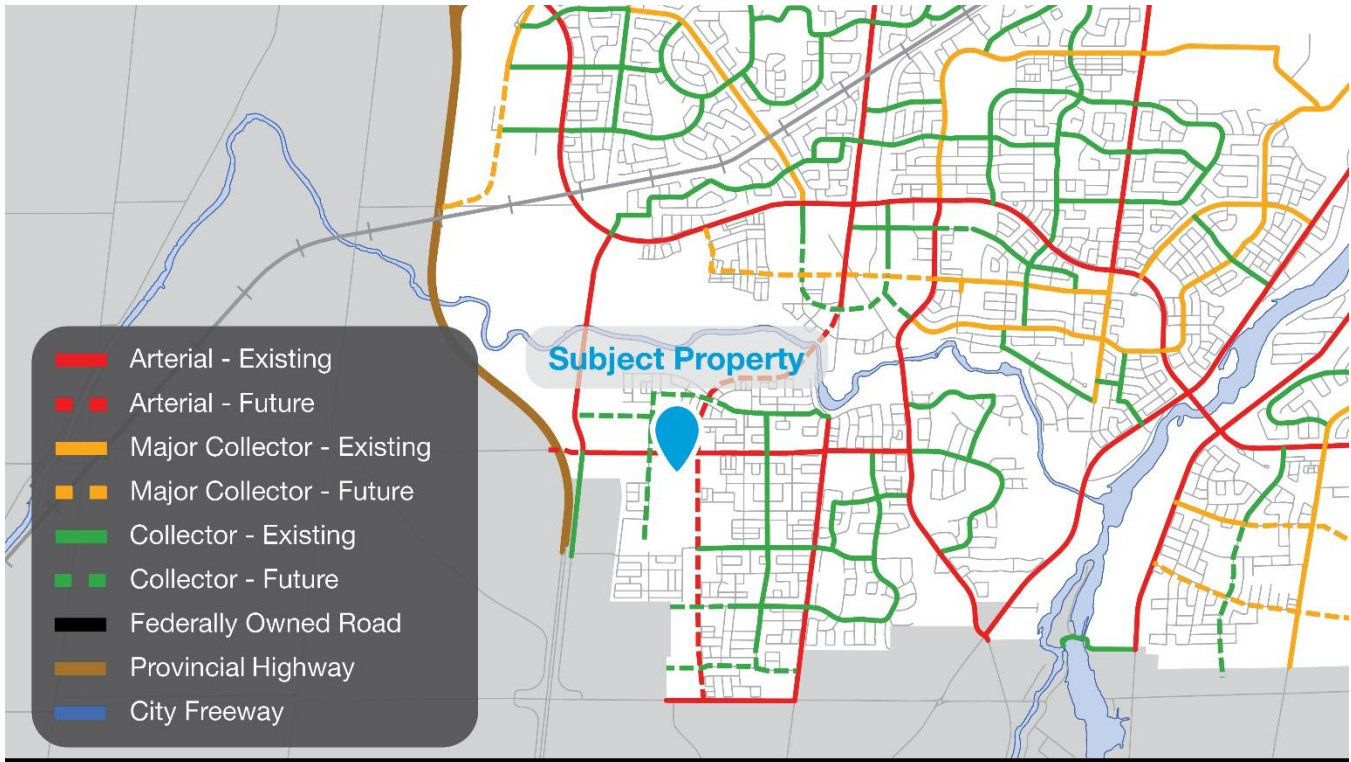 Subject Property
Arterial - Existing
Arterial - Future
Major Collector - Existing
Major Collector - Future
Collector - Existing
Collector - Future
Federally Owned Road
Provincial Highway
City Freeway